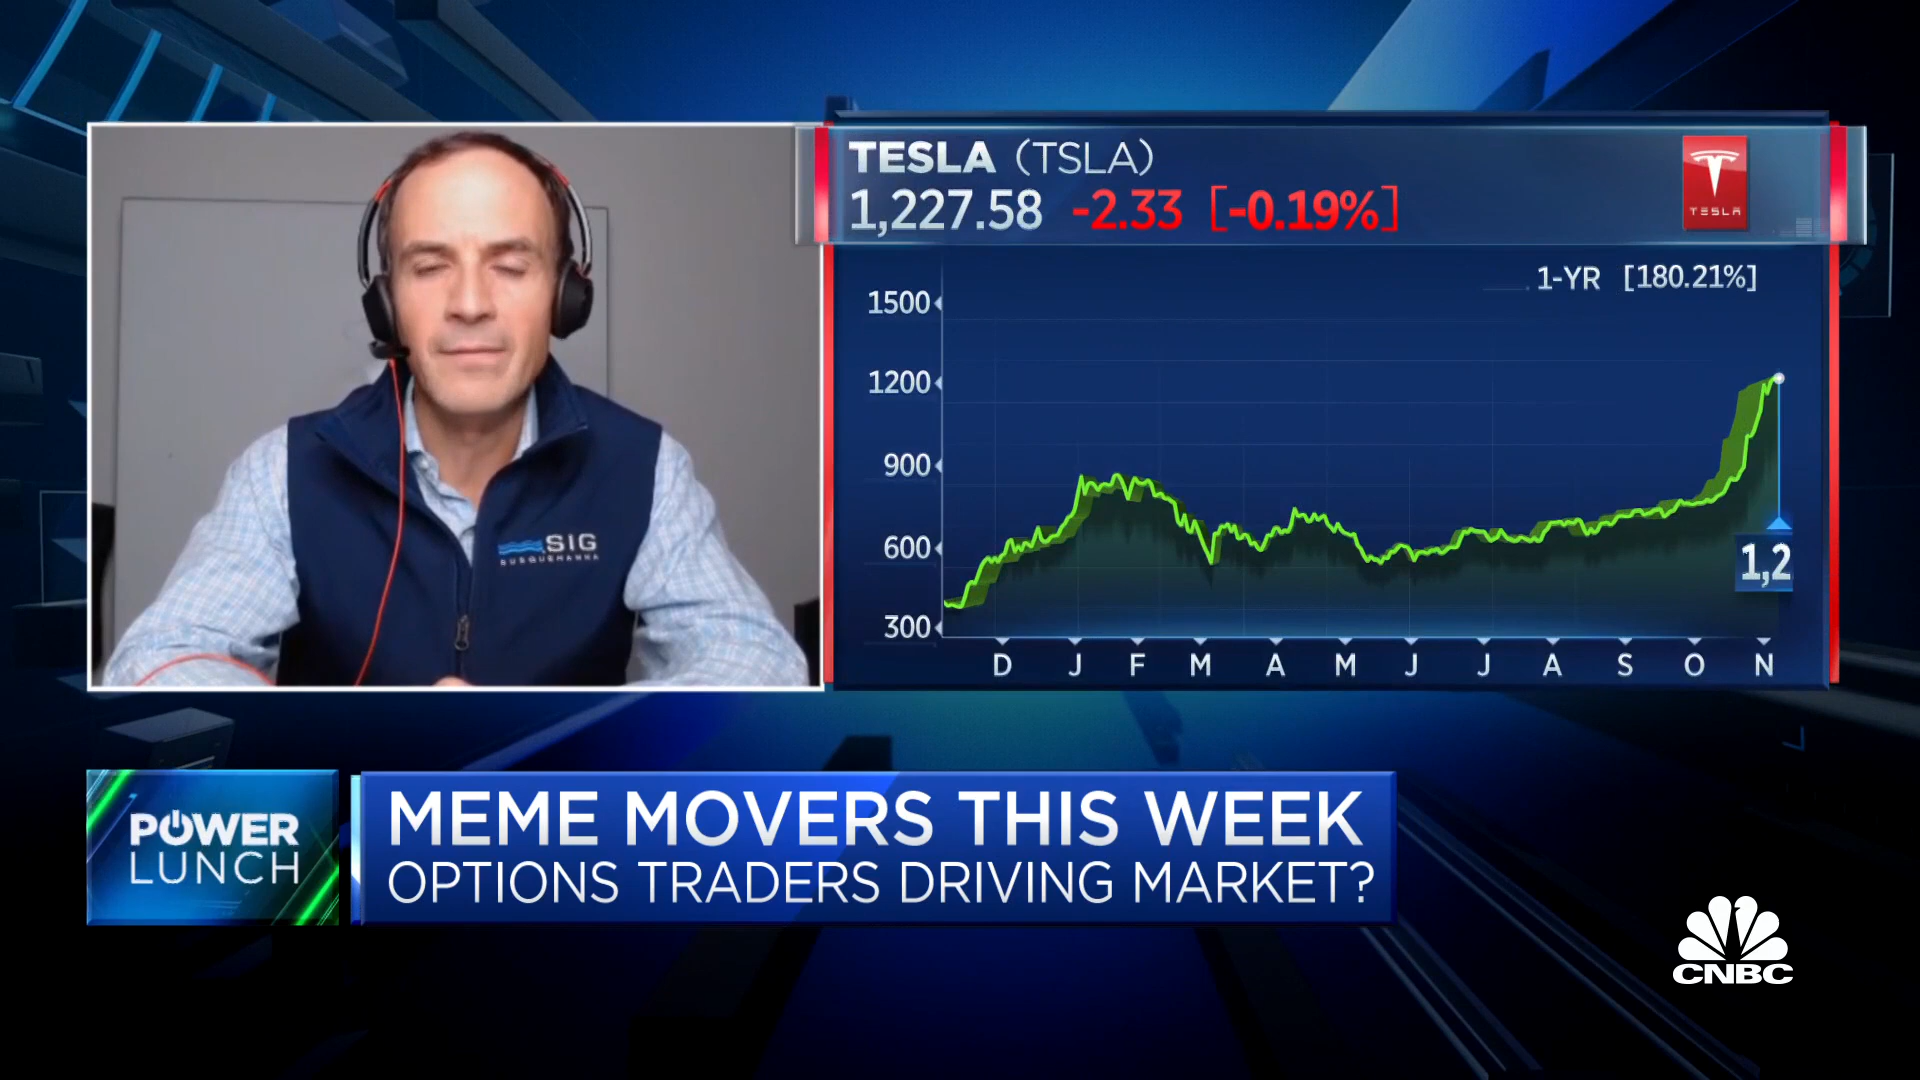 TESLA (TSLA)
1,227.58 -2.33 [-0.19%]
TESLA
1-YR [180.21%]
1500
1200
900
600
300
1,2
D J F M A M J J A S O N
SIG
SUSQUEHANNA
POWER
LUNCH
MEME MOVERS THIS WEEK
OPTIONS TRADERS DRIVING MARKET?
CNBC